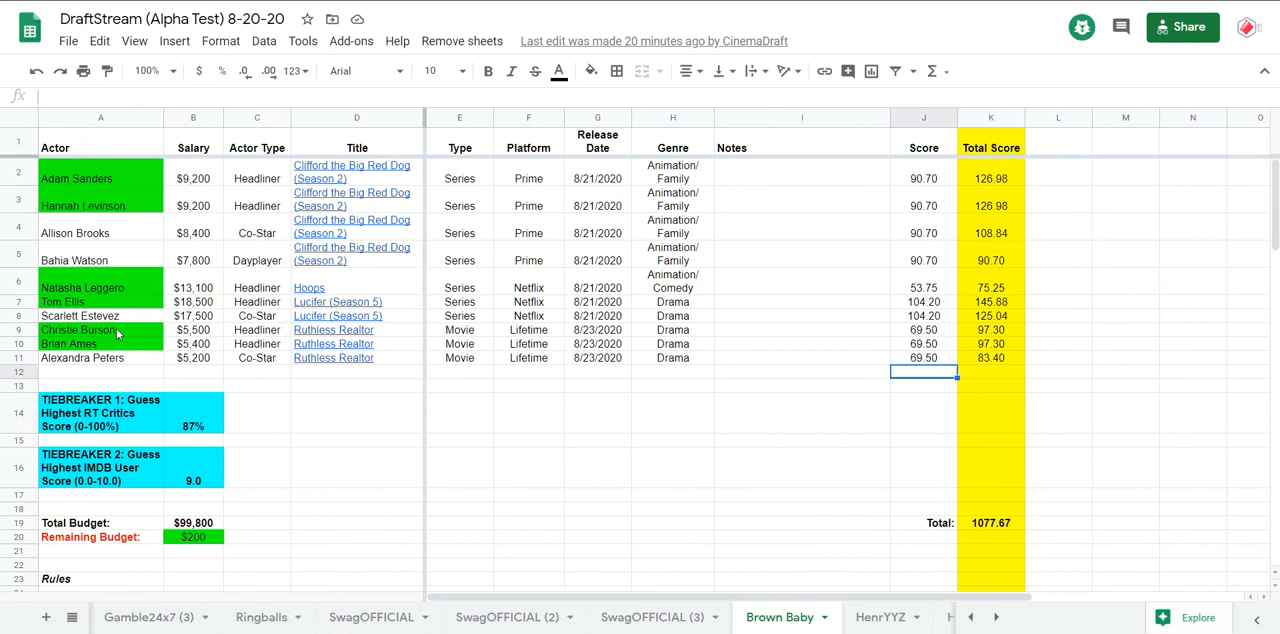 DraftStream (Alpha Test) 8-20-20
File Edit View Insert Format Data Tools Add-ons Help Remove sheets Last edit was made 20 minutes ago by CinemaDraft
Share
100% $ % .0 .00 123 Arial 10 B I S A
fx
A B C D E F G H I J K L M N O
1 Actor Salary Actor Type Title Type Platform Release Date Genre Notes Score Total Score
2 Adam Sanders $9,200 Headliner Clifford the Big Red Dog (Season 2) Series Prime 8/21/2020 Animation/ Family 90.70 126.98
3 Hannah Levinson $9,200 Headliner Clifford the Big Red Dog (Season 2) Series Prime 8/21/2020 Animation/ Family 90.70 126.98
4 Allison Brooks $8,400 Co-Star Clifford the Big Red Dog (Season 2) Series Prime 8/21/2020 Animation/ Family 90.70 108.84
5 Bahia Watson $7,800 Dayplayer Clifford the Big Red Dog (Season 2) Series Prime 8/21/2020 Animation/ Family 90.70 90.70
6 Natasha Leggero $13,100 Headliner Hoops Series Netflix 8/21/2020 Animation/ Comedy 53.75 75.25
7 Tom Ellis $18,500 Headliner Lucifer (Season 5) Series Netflix 8/21/2020 Drama 104.20 145.88
8 Scarlett Estevez $17,500 Co-Star Lucifer (Season 5) Series Netflix 8/21/2020 Drama 104.20 125.04
9 Christie Burson $5,500 Headliner Ruthless Realtor Movie Lifetime 8/23/2020 Drama 69.50 97.30
10 Brian Ames $5,400 Headliner Ruthless Realtor Movie Lifetime 8/23/2020 Drama 69.50 97.30
11 Alexandra Peters $5,200 Co-Star Ruthless Realtor Movie Lifetime 8/23/2020 Drama 69.50 83.40
12
13
14 TIEBREAKER 1: Guess Highest RT Critics Score (0-100%) 87%
15
16 TIEBREAKER 2: Guess Highest IMDB User Score (0.0-10.0) 9.0
17
18
19 Total Budget: $99,800 Total: 1077.67
20 Remaining Budget: $200
21
22
23 Rules
Gamble24x7 (3) Ringballs SwagOFFICIAL SwagOFFICIAL (2) SwagOFFICIAL (3) Brown Baby HenrYYZ H Explore